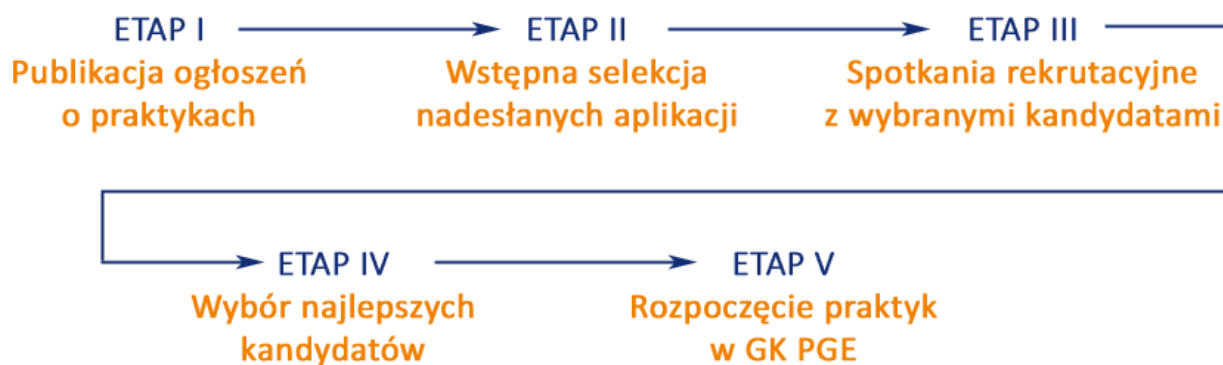 ETAP I
Publikacja ogłoszeń
o praktykach
ETAP II
Wstępna selekcja
nadesłanych aplikacji
ETAP III
Spotkania rekrutacyjne
z wybranymi kandydatami
ETAP IV
Wybór najlepszych
kandydatów
ETAP V
Rozpoczęcie praktyk
w GK PGE